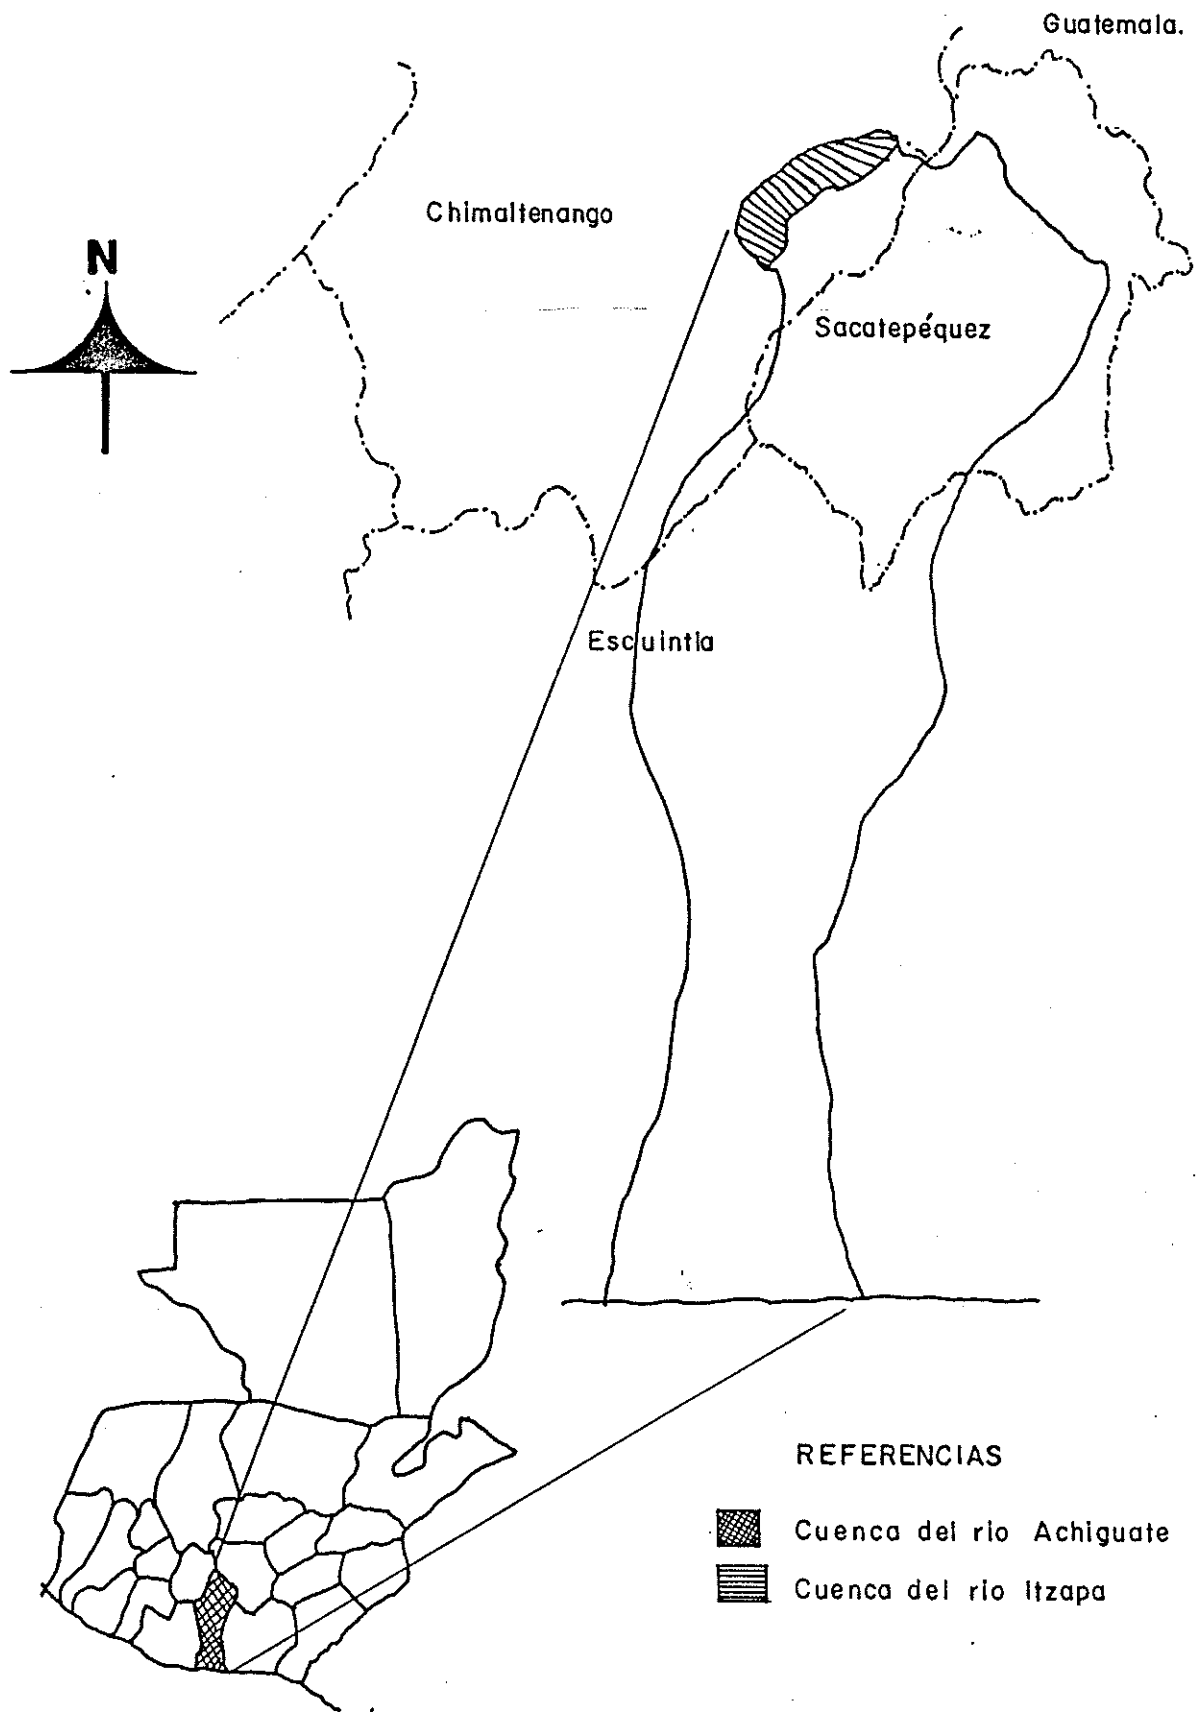 Guatemala.
Chimaltenango
N
Sacatepéquez
Escuintla
REFERENCIAS
Cuenca del rio Achiguate
Cuenca del rio Itzapa